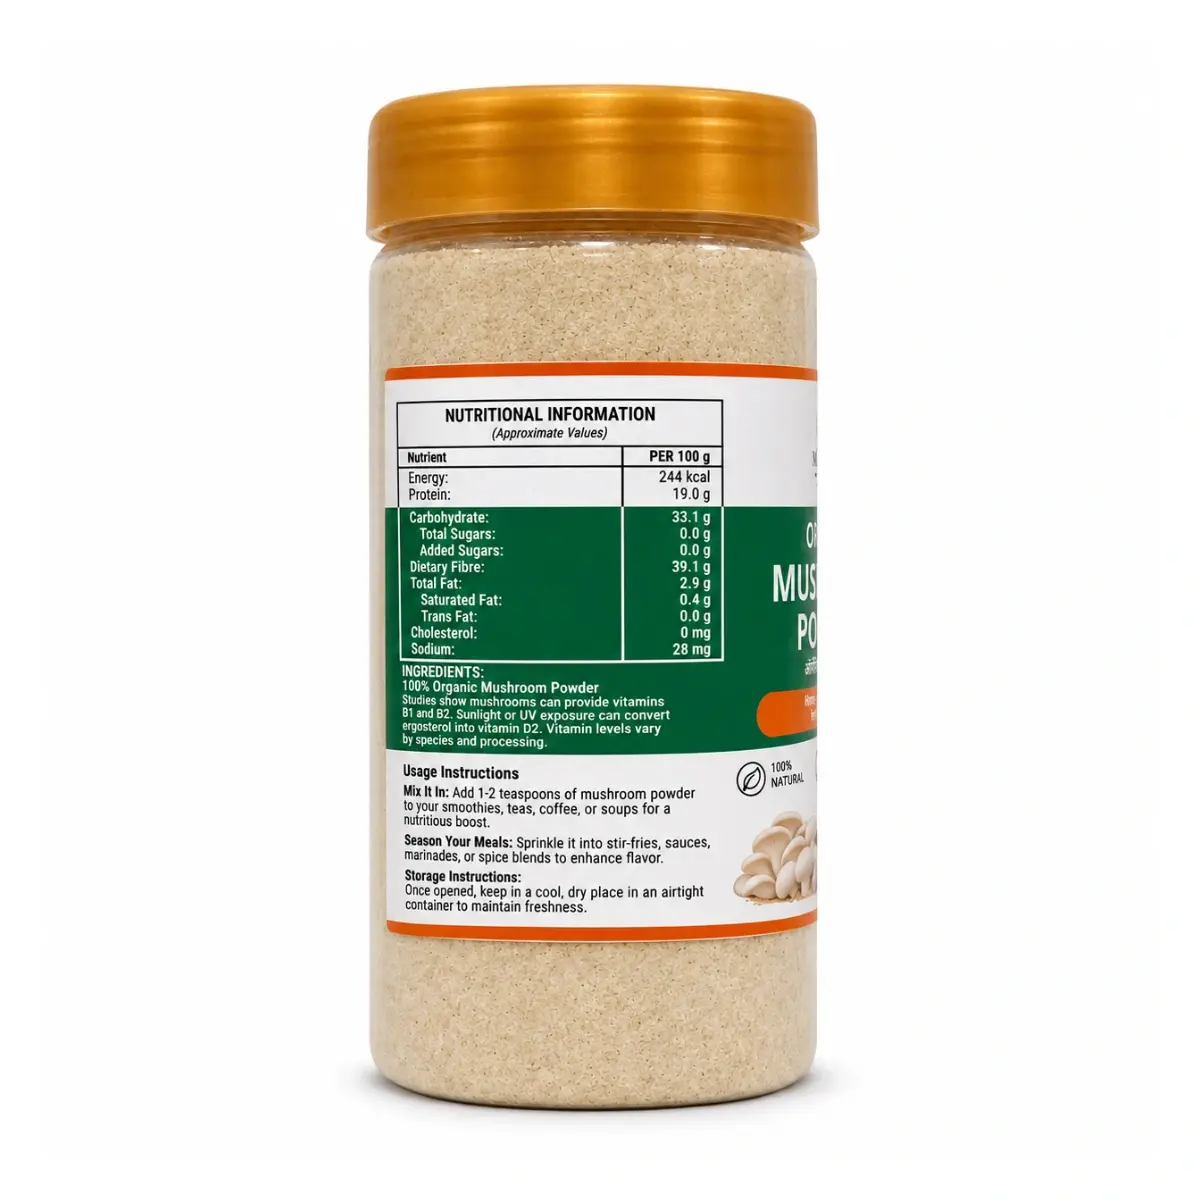 NUTRITIONAL INFORMATION
(Approximate Values)
Nutrient PER 100 g
Energy: 244 kcal
Protein: 19.0 g
Carbohydrate: 33.1 g
Total Sugars: 0.0 g
Added Sugars: 0.0 g
Dietary Fibre: 39.1 g
Total Fat: 2.9 g
Saturated Fat: 0.4 g
Trans Fat: 0.0 g
Cholesterol: 0 mg
Sodium: 28 mg
INGREDIENTS:
100% Organic Mushroom Powder
Studies show mushrooms can provide vitamins
B1 and B2. Sunlight or UV exposure can convert
ergosterol into vitamin D2. Vitamin levels vary
by species and processing.
Usage Instructions
Mix It In: Add 1-2 teaspoons of mushroom powder
to your smoothies, teas, coffee, or soups for a
nutritious boost.
Season Your Meals: Sprinkle it into stir-fries, sauces,
marinades, or spice blends to enhance flavor.
Storage Instructions:
Once opened, keep in a cool, dry place in an airtight
container to maintain freshness.
MUS
PO
100%
NATURAL